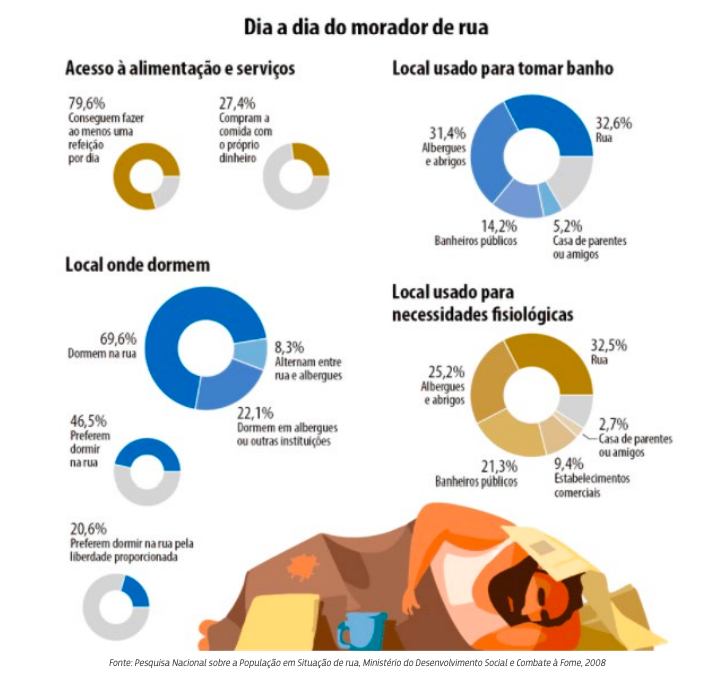 Dia a dia do morador de rua
Acesso à alimentação e serviços
79,6%
Conseguem fazer
ao menos uma
refeição
por dia
27,4%
Compram a
comida com
o próprio
dinheiro
Local usado para tomar banho
32,6%
Rua
31,4%
Albergues
e abrigos
14,2%
Banheiros públicos
5,2%
Casa de parentes
ou amigos
Local onde dormem
69,6%
Dormem na rua
8,3%
Alternam entre
rua e albergues
22,1%
Dormem em albergues
ou outras instituições
46,5%
Preferem
dormir
na rua
20,6%
Preferem dormir na rua pela
liberdade proporcionada
Local usado para
necessidades fisiológicas
32,5%
Rua
25,2%
Albergues
e abrigos
21,3%
Banheiros públicos
9,4%
Estabelecimentos
comerciais
2,7%
Casa de parentes
ou amigos
Fonte: Pesquisa Nacional sobre a População em Situação de rua, Ministério do Desenvolvimento Social e Combate à Fome, 2008